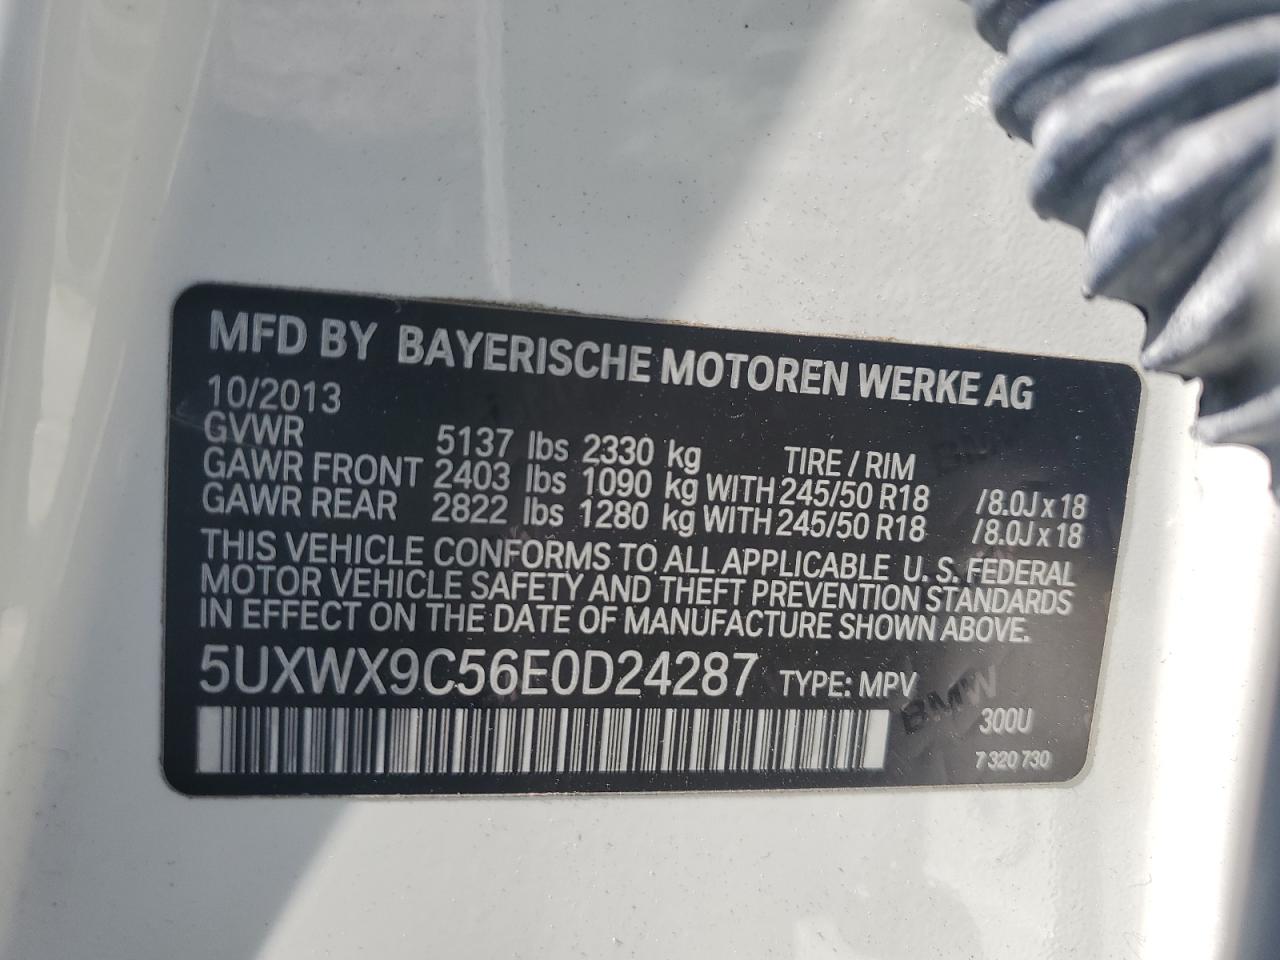 MFD BY BAYERISCHE MOTOREN WERKE AG
10/2013
GVWR 5137 lbs 2330 kg TIRE / RIM
GAWR FRONT 2403 lbs 1090 kg WITH 245/50 R18 /8.0J x 18
GAWR REAR 2822 lbs 1280 kg WITH 245/50 R18 /8.0J x 18
THIS VEHICLE CONFORMS TO ALL APPLICABLE U. S. FEDERAL
MOTOR VEHICLE SAFETY AND THEFT PREVENTION STANDARDS
IN EFFECT ON THE DATE OF MANUFACTURE SHOWN ABOVE.
5UXWX9C56E0D24287 TYPE: MPV
BMW
300U
7 320 730